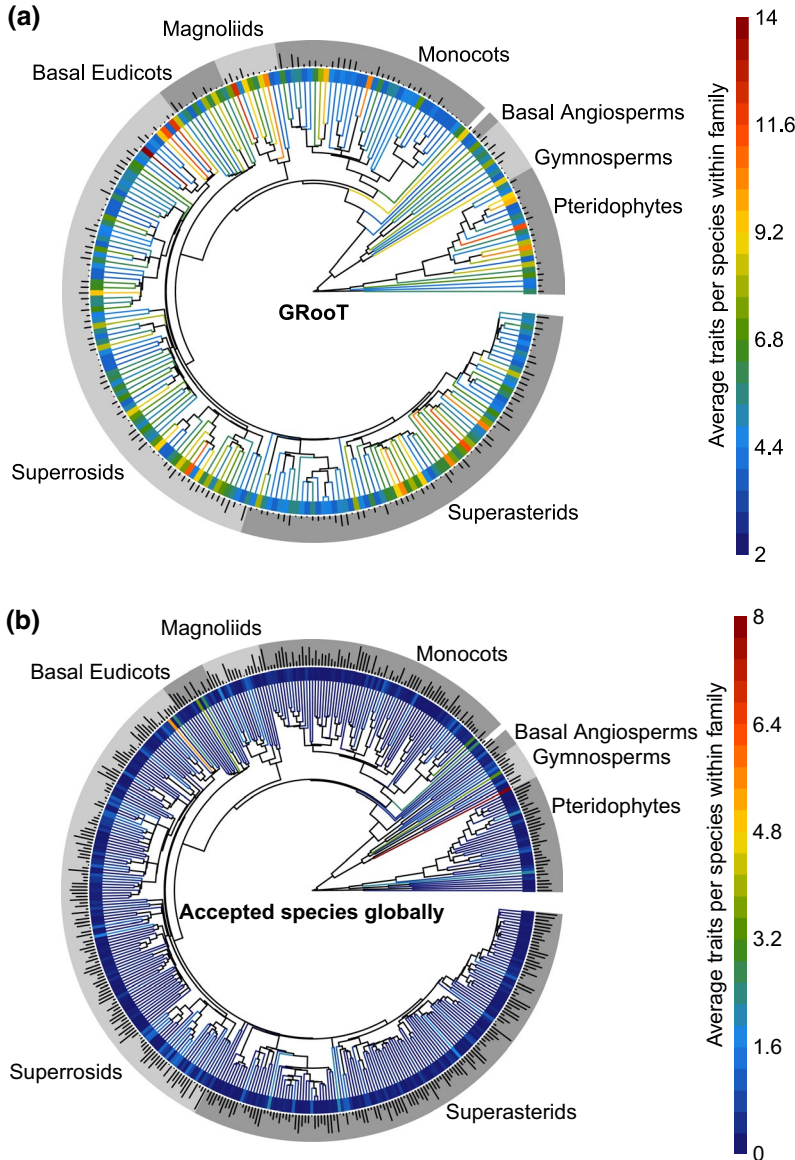 (a)
Magnoliids
Monocots
Basal Eudicots
Basal Angiosperms
Gymnosperms
Pteridophytes
GRooT
Superrosids
Superasterids
14
11.6
9.2
6.8
4.4
2
Average traits per species within family
(b)
Magnoliids
Monocots
Basal Eudicots
Basal Angiosperms
Gymnosperms
Pteridophytes
Accepted species globally
Superrosids
Superasterids
8
6.4
4.8
3.2
1.6
0
Average traits per species within family